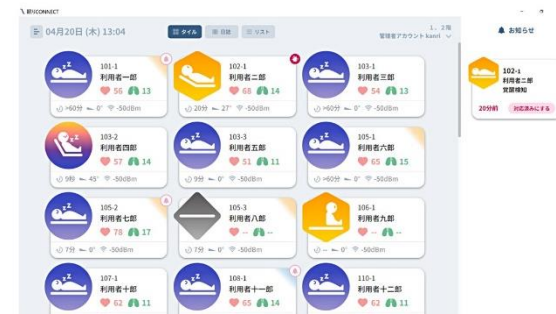 眠りCONNECT
04月20日 (木) 13:04
タイル
日誌
リスト
1、2階
管理者アカウント kanri
お知らせ
101-1
利用者一郎
56 13
>60分 0° -50dBm
102-1
利用者二郎
68 14
20分 27° -50dBm
103-1
利用者三郎
54 13
>60分 0° -50dBm
102-1
利用者二郎
覚醒検知
20分前 対応済みにする
103-2
利用者四郎
57 14
9秒 45° -50dBm
103-3
利用者五郎
51 11
9分 0° -50dBm
105-1
利用者六郎
65 15
>60分 0° -50dBm
105-2
利用者七郎
78 17
7分 0° -50dBm
105-3
利用者八郎
-- --
7分 0° -50dBm
106-1
利用者九郎
-- --
-- 0° -50dBm
107-1
利用者十郎
62 11
108-1
利用者十一郎
65 14
110-1
利用者十二郎
62 11